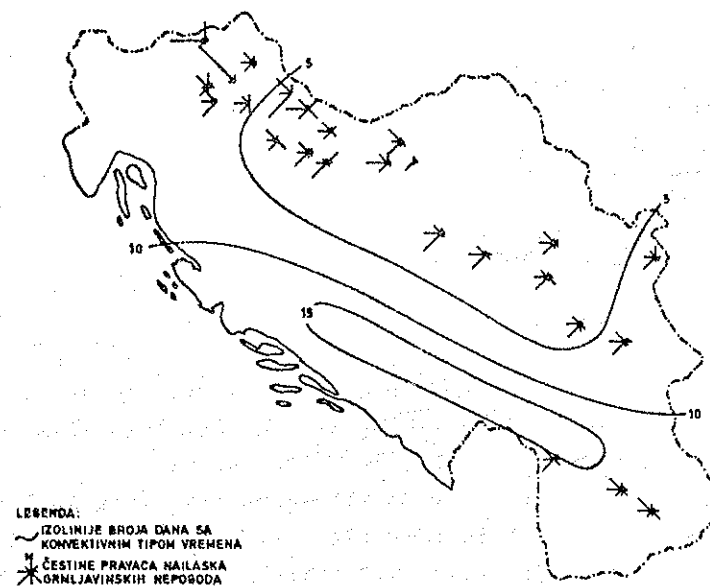 5
5
10
15
10
LEGENDA:
IZOLINIJE BROJA DANA SA
KONVEKTIVNIM TIPOM VREMENA
N
ČESTINE PRAVACA NAILASKA
GRMLJAVINSKIH NEPOGODA